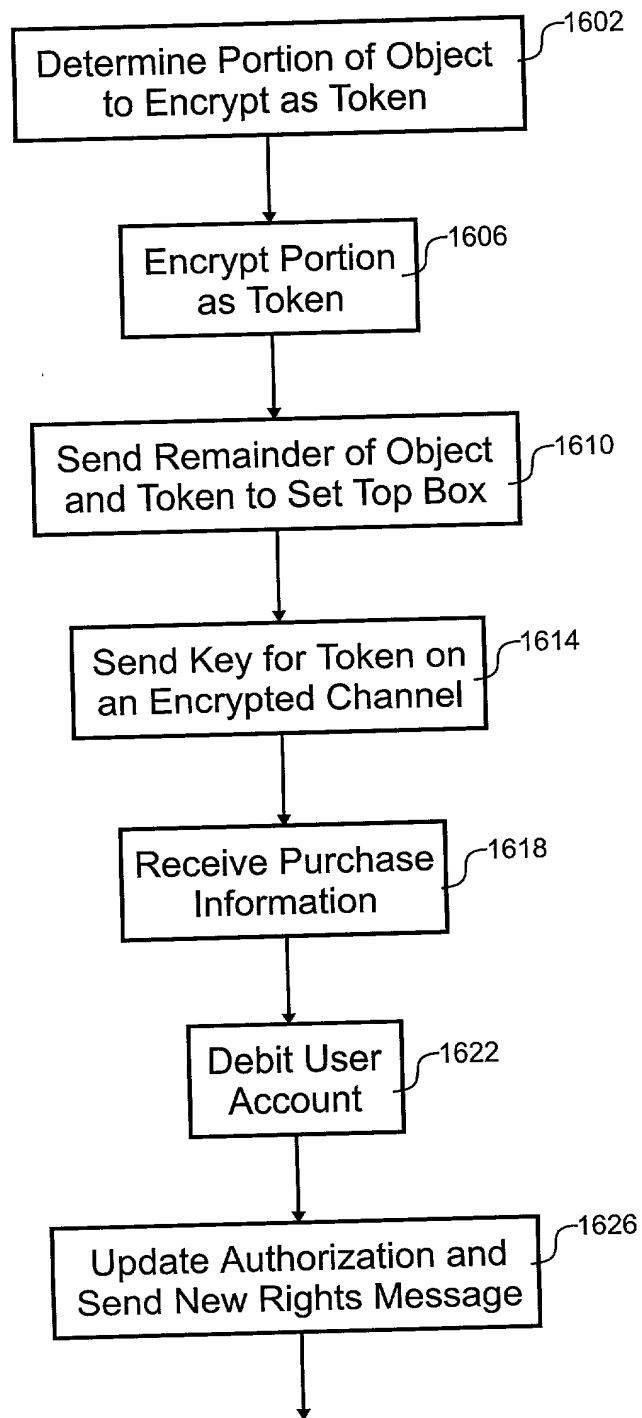 1602
Determine Portion of Object
to Encrypt as Token
1606
Encrypt Portion
as Token
1610
Send Remainder of Object
and Token to Set Top Box
1614
Send Key for Token on
an Encrypted Channel
1618
Receive Purchase
Information
1622
Debit User
Account
1626
Update Authorization and
Send New Rights Message